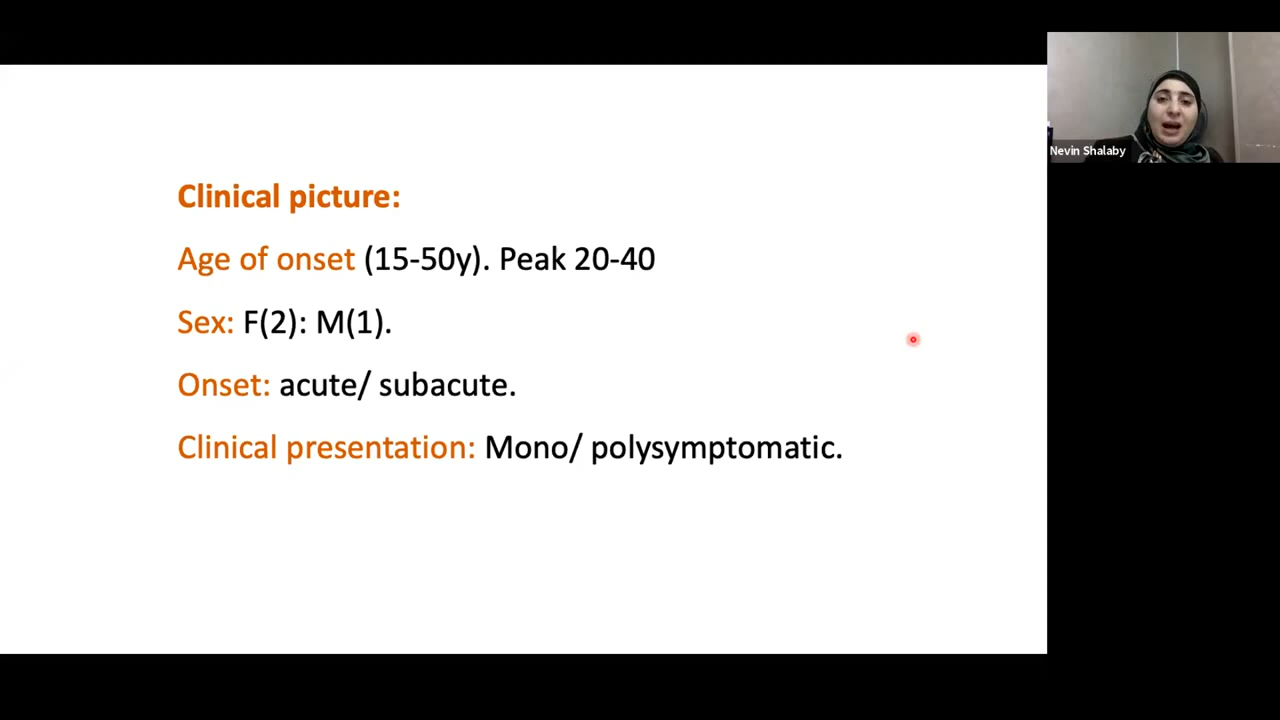 Clinical picture:
Age of onset (15-50y). Peak 20-40
Sex: F(2): M(1).
Onset: acute/ subacute.
Clinical presentation: Mono/ polysymptomatic.
Nevin Shalaby